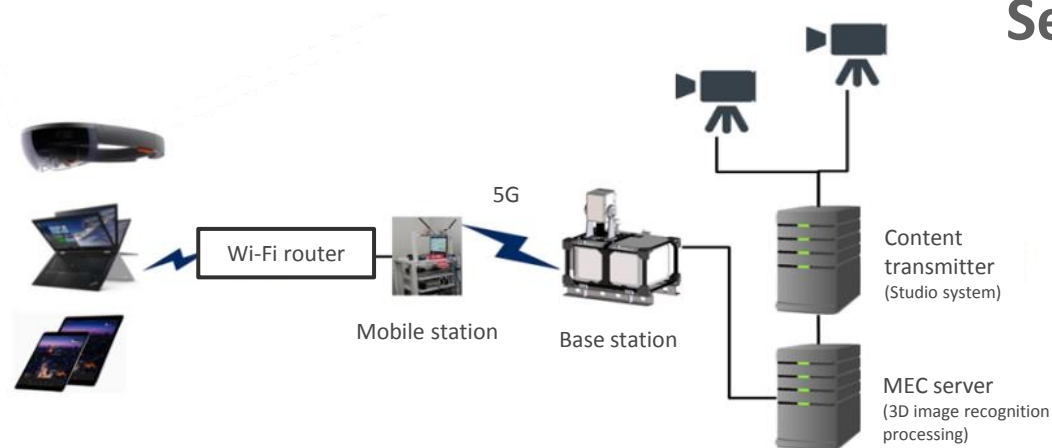 Se
5G
Wi-Fi router
Mobile station
Base station
Content
transmitter
(Studio system)
MEC server
(3D image recognition
processing)